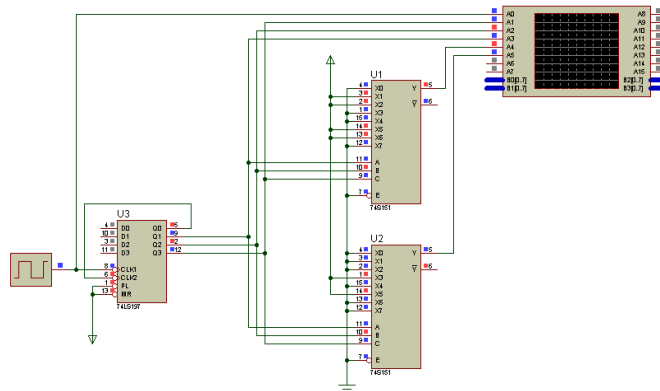 A0 A8
A1 A9
A2 A10
A3 A11
A4 A12
A5 A13
A6 A14
A7 A15
B0[0..7] B2[0..7]
B1[0..7] B3[0..7]
U1
4 X0 Y 5
3 X1
2 X2 Y 6
1 X3
15 X4
14 X5
13 X6
12 X7
11 A
10 B
9 C
7 E
74S151
U3
4 D0 Q0 5
10 D1 Q1 9
3 D2 Q2 2
11 D3 Q3 12
8 CLK1
6 CLK2
1 PL
13 MR
74LS197
U2
4 X0 Y 5
3 X1
2 X2 Y 6
1 X3
15 X4
14 X5
13 X6
12 X7
11 A
10 B
9 C
7 E
74S151